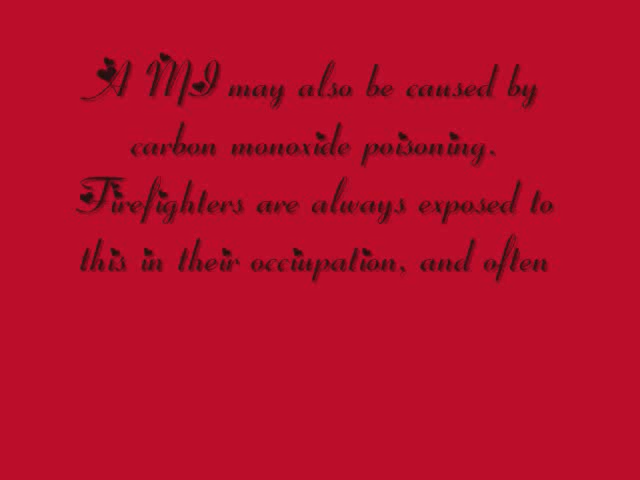 A MI may also be caused by
carbon monoxide poisoning.
Firefighters are always exposed to
this in their occiupation, and often